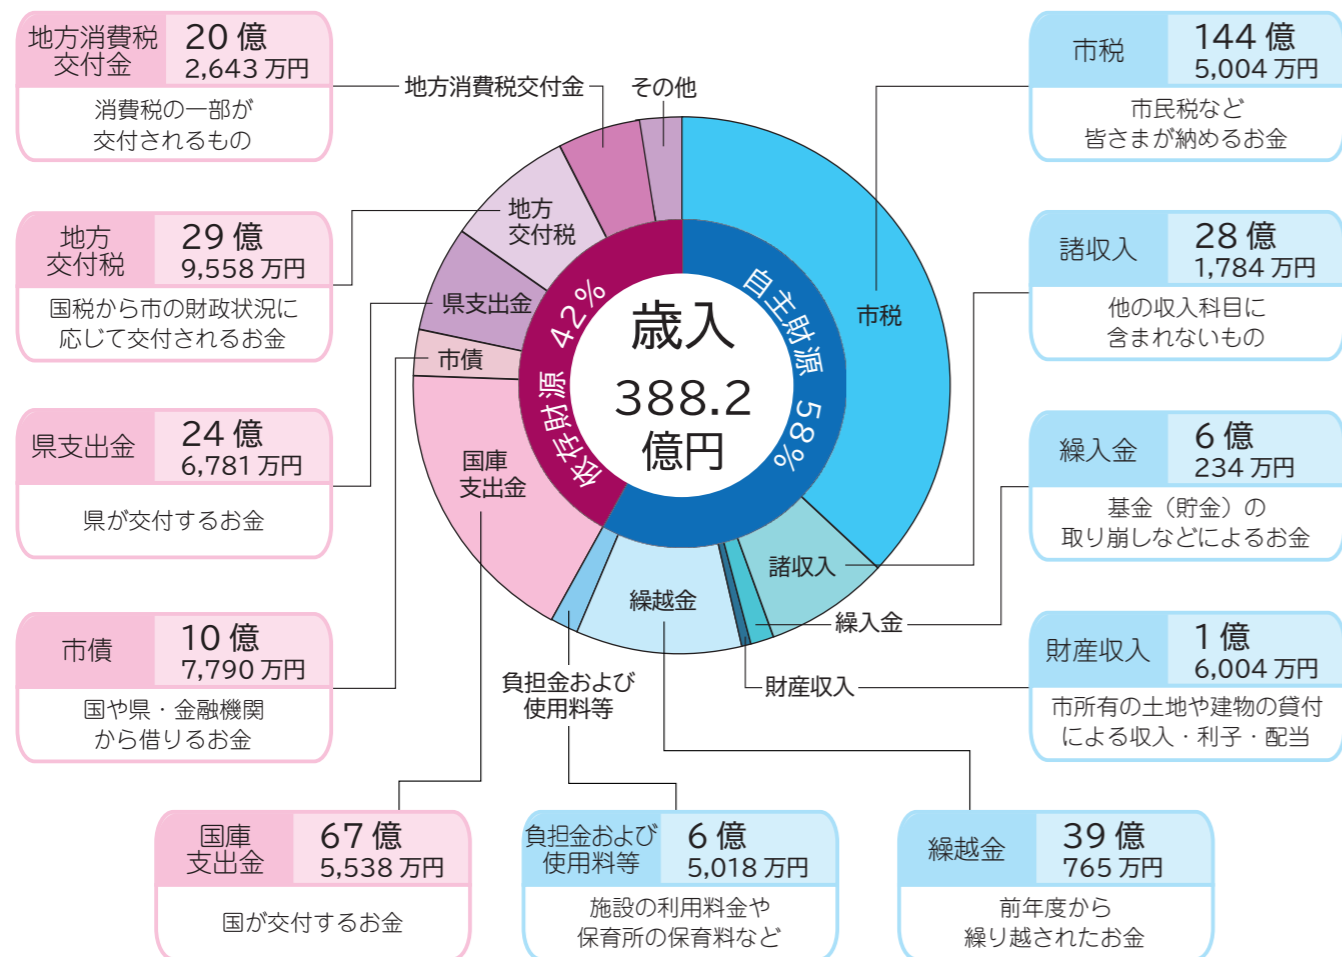 地方消費税
交付金
20 億
2,643 万円
消費税の一部が
交付されるもの
地方
交付税
29 億
9,558 万円
国税から市の財政状況に
応じて交付されるお金
県支出金
24 億
6,781 万円
県が交付するお金
市債
10 億
7,790 万円
国や県・金融機関
から借りるお金
国庫
支出金
67 億
5,538 万円
国が交付するお金
負担金および
使用料等
6 億
5,018 万円
施設の利用料金や
保育所の保育料など
繰越金
39 億
765 万円
前年度から
繰り越されたお金
市税
144 億
5,004 万円
市民税など
皆さまが納めるお金
諸収入
28 億
1,784 万円
他の収入科目に
含まれないもの
繰入金
6 億
234 万円
基金（貯金）の
取り崩しなどによるお金
財産収入
1 億
6,004 万円
市所有の土地や建物の貸付
による収入・利子・配当
地方消費税交付金
その他
地方
交付税
県支出金
市債
国庫
支出金
負担金および
使用料等
繰越金
財産収入
繰入金
諸収入
市税
依存財源 42%
自主財源 58%
歳入
388.2
億円